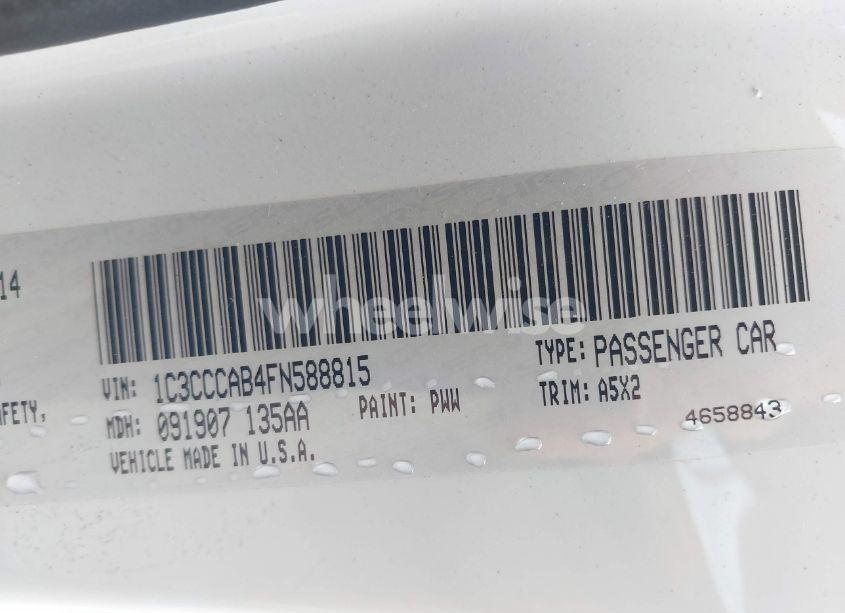 14
AFETY,
wheelwise
VIN: 1C3CCCAB4FN588815
TYPE: PASSENGER CAR
MDH: 091907 135AA
PAINT: PWW
TRIM: A5X2
VEHICLE MADE IN U.S.A.
4658843